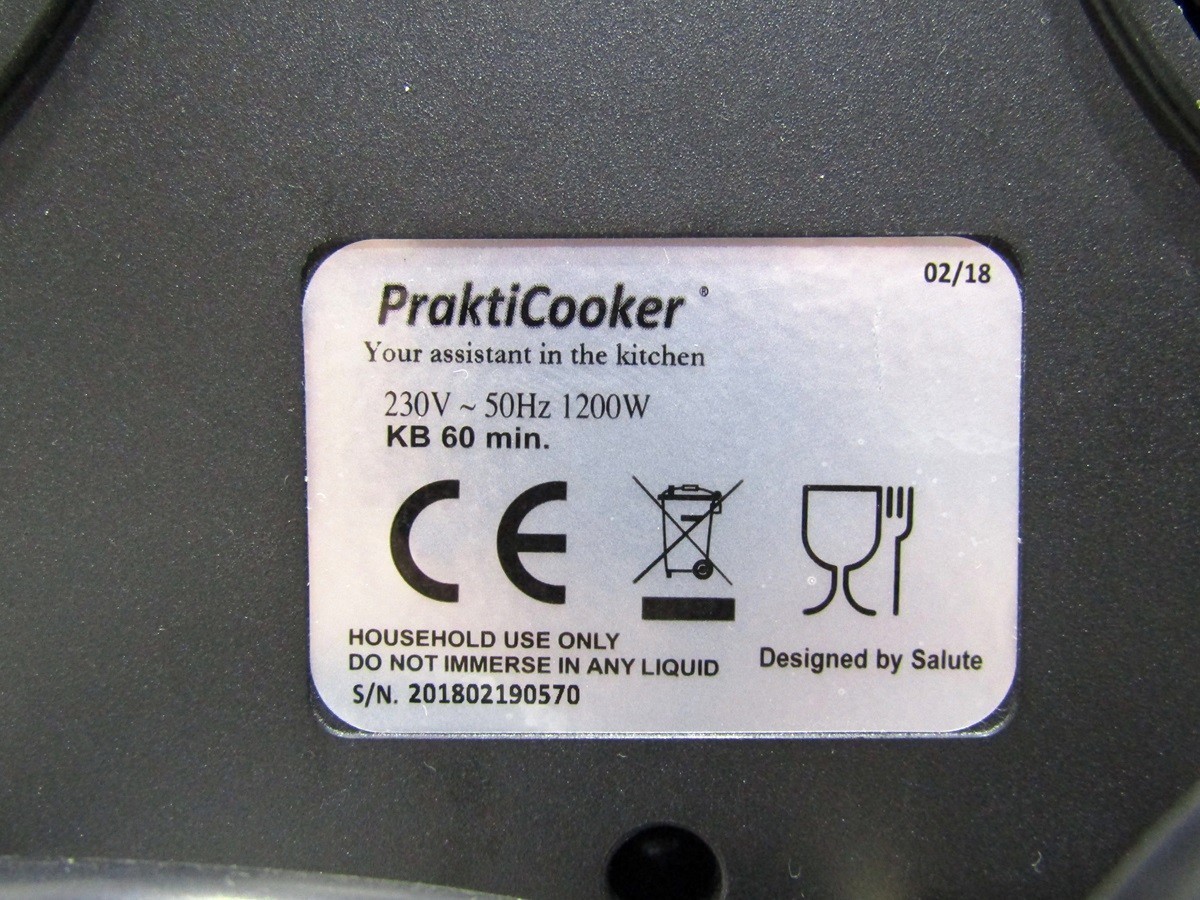 02/18
PraktiCooker ®
Your assistant in the kitchen
230V ~ 50Hz 1200W
KB 60 min.
CE
HOUSEHOLD USE ONLY
DO NOT IMMERSE IN ANY LIQUID
S/N. 201802190570
Designed by Salute